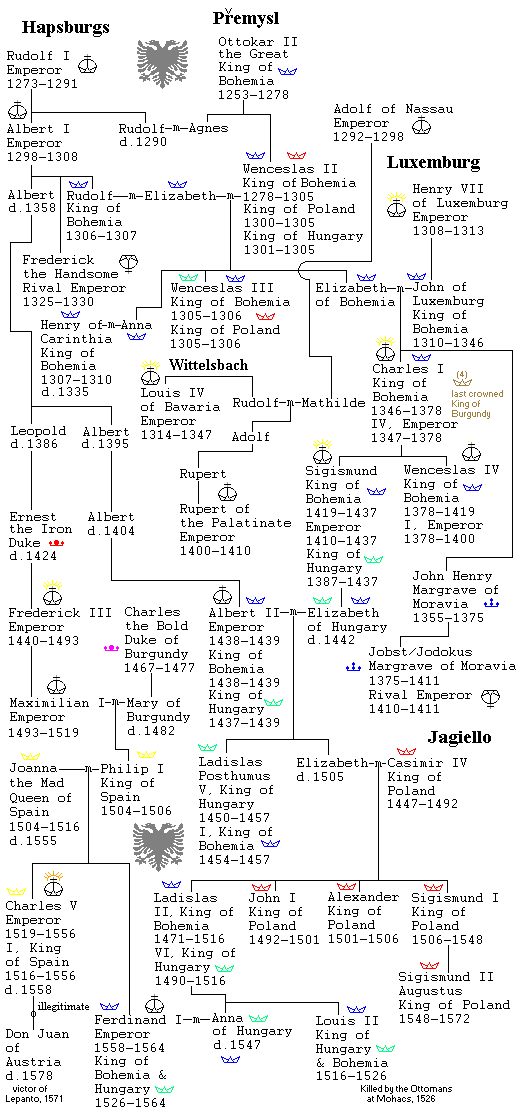 Hapsburgs
Přemysl
Rudolf I
Emperor
1273—1291
Ottokar II
the Great
King of
Bohemia
1253—1278
Adolf of Nassau
Emperor
1292—1298
Albert I
Emperor
1298—1308
Rudolf—m—Agnes
d.1290
Luxemburg
Wenceslas II
King of Bohemia
1278—1305
King of Poland
1300—1305
King of Hungary
1301—1305
Albert
d.1358
Rudolf—m—Elizabeth—m
King of
Bohemia
1306—1307
Henry VII
of Luxemburg
Emperor
1308—1313
Frederick
the Handsome
Rival Emperor
1325—1330
Wenceslas III
King of Bohemia
1305—1306
King of Poland
1305—1306
Elizabeth—m—John of
of Bohemia
Luxemburg
King of
Bohemia
1310—1346
Henry of—m—Anna
Carinthia
King of
Bohemia
1307—1310
d.1335
Wittelsbach
Louis IV
of Bavaria
Emperor
1314—1347
Rudolf—m—Mathilde
Charles I
King of
Bohemia
1346—1378
IV, Emperor
1347—1378
(4)
last crowned
King of
Burgundy
Leopold
d.1386
Albert
d.1395
Adolf
Rupert
Rupert of
the Palatinate
Emperor
1400—1410
Sigismund
King of
Bohemia
1419—1437
Emperor
1410—1437
King of
Hungary
1387—1437
Wenceslas IV
King of
Bohemia
1378—1419
I, Emperor
1378—1400
Ernest
the Iron
Duke
d.1424
Albert
d.1404
John Henry
Margrave of
Moravia
1355—1375
Frederick III
Emperor
1440—1493
Charles
the Bold
Duke of
Burgundy
1467—1477
Albert II—m—Elizabeth
Emperor
1438—1439
King of
Bohemia
1438—1439
King of
Hungary
1437—1439
of Hungary
d.1442
Jobst/Jodokus
Margrave of Moravia
1375—1411
Rival Emperor
1410—1411
Maximilian I—m—Mary of
Emperor
1493—1519
Burgundy
d.1482
Jagiello
Joanna—m—Philip I
the Mad
Queen of
Spain
1504—1516
d.1555
King of
Spain
1504—1506
Ladislas
Posthumus
V, King of
Hungary
1450—1457
I, King of
Bohemia
1454—1457
Elizabeth—m—Casimir IV
d.1505
King of
Poland
1447—1492
Charles V
Emperor
1519—1556
I, King
of Spain
1516—1556
d.1558
Ladislas
II, King of
Bohemia
1471—1516
VI, King of
Hungary
1490—1516
John I
King of
Poland
1492—1501
Alexander
King of
Poland
1501—1506
Sigismund I
King of
Poland
1506—1548
Sigismund II
Augustus
King of Poland
1548—1572
illegitimate
Don Juan
of
Austria
d.1578
victor of
Lepanto, 1571
Ferdinand I—m—Anna
Emperor
1558—1564
King of
Bohemia &
Hungary
1526—1564
of Hungary
d.1547
Louis II
King of
Hungary
& Bohemia
1516—1526
Killed by the Ottomans
at Mohacs, 1526